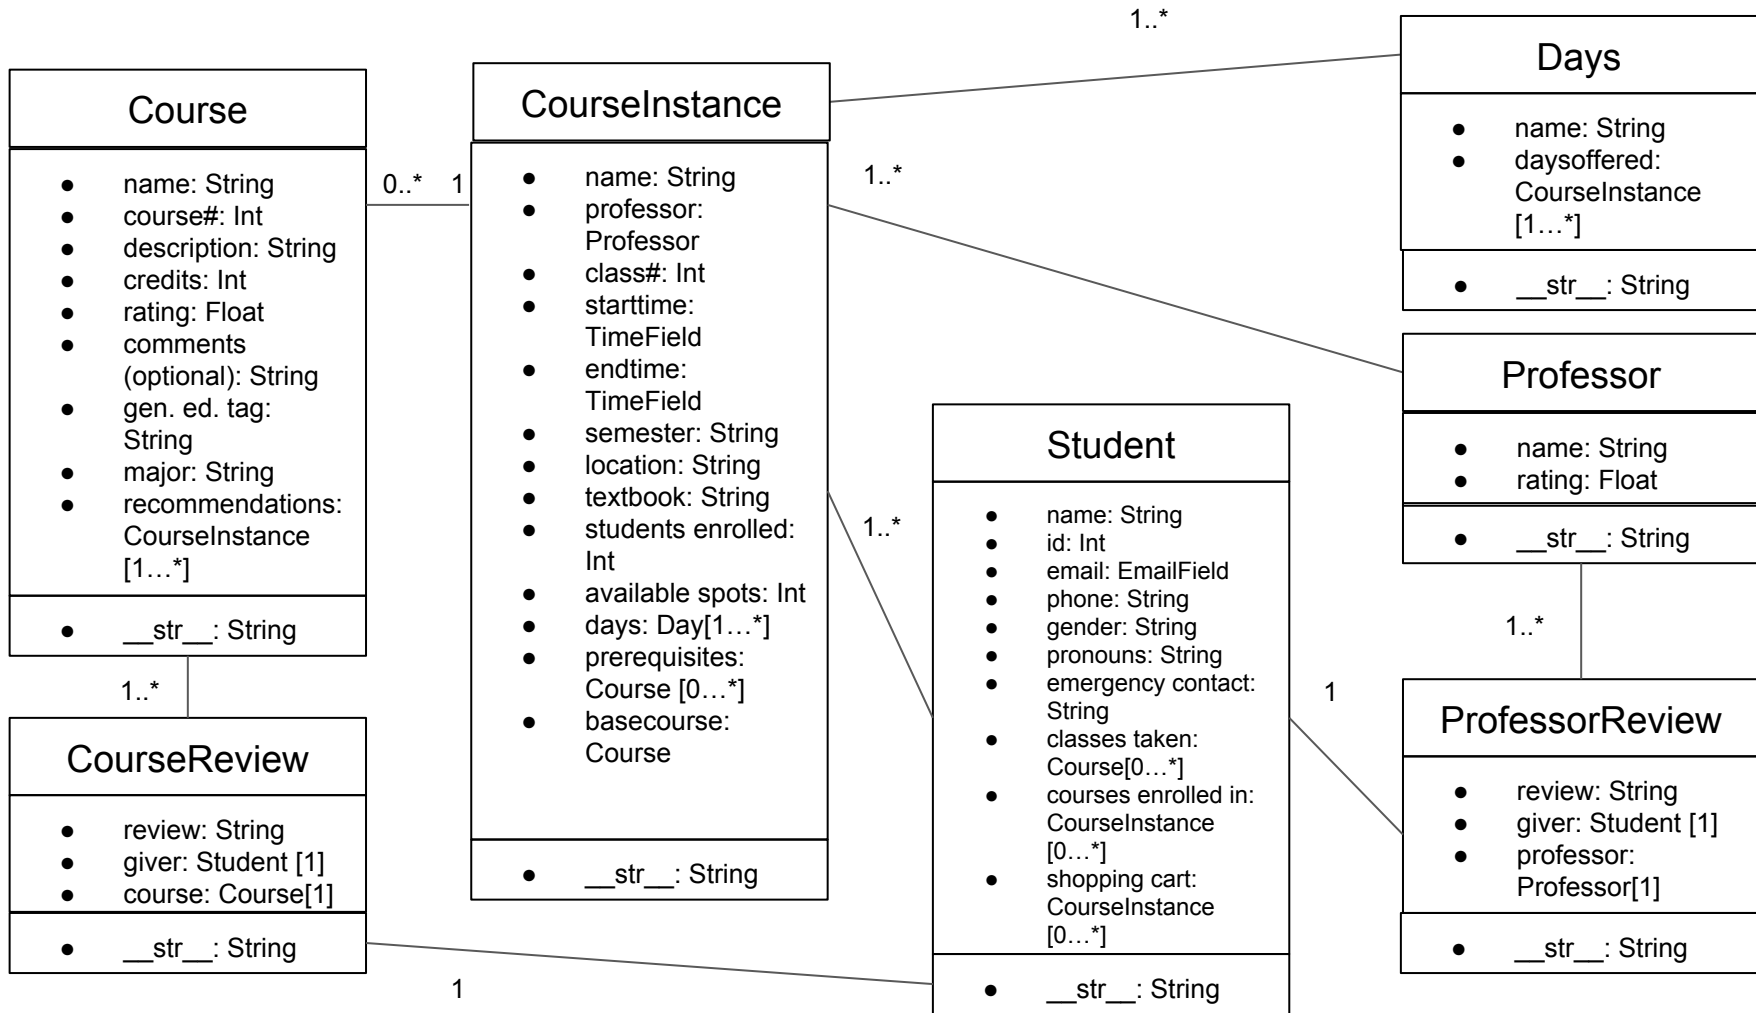 Course
● name: String
● course#: Int
● description: String
● credits: Int
● rating: Float
● comments
(optional): String
● gen. ed. tag:
String
● major: String
● recommendations:
CourseInstance
[1…*]
● __str__: String
0..* 1
1..*
CourseReview
● review: String
● giver: Student [1]
● course: Course[1]
● __str__: String
1
CourseInstance
● name: String
● professor:
Professor
● class#: Int
● starttime:
TimeField
● endtime:
TimeField
● semester: String
● location: String
● textbook: String
● students enrolled:
Int
● available spots: Int
● days: Day[1…*]
● prerequisites:
Course [0…*]
● basecourse:
Course
● __str__: String
1..*
1..*
1..*
Student
● name: String
● id: Int
● email: EmailField
● phone: String
● gender: String
● pronouns: String
● emergency contact:
String
● classes taken:
Course[0…*]
● courses enrolled in:
CourseInstance
[0…*]
● shopping cart:
CourseInstance
[0…*]
● __str__: String
1
Days
● name: String
● daysoffered:
CourseInstance
[1…*]
● __str__: String
Professor
● name: String
● rating: Float
● __str__: String
1..*
ProfessorReview
● review: String
● giver: Student [1]
● professor:
Professor[1]
● __str__: String